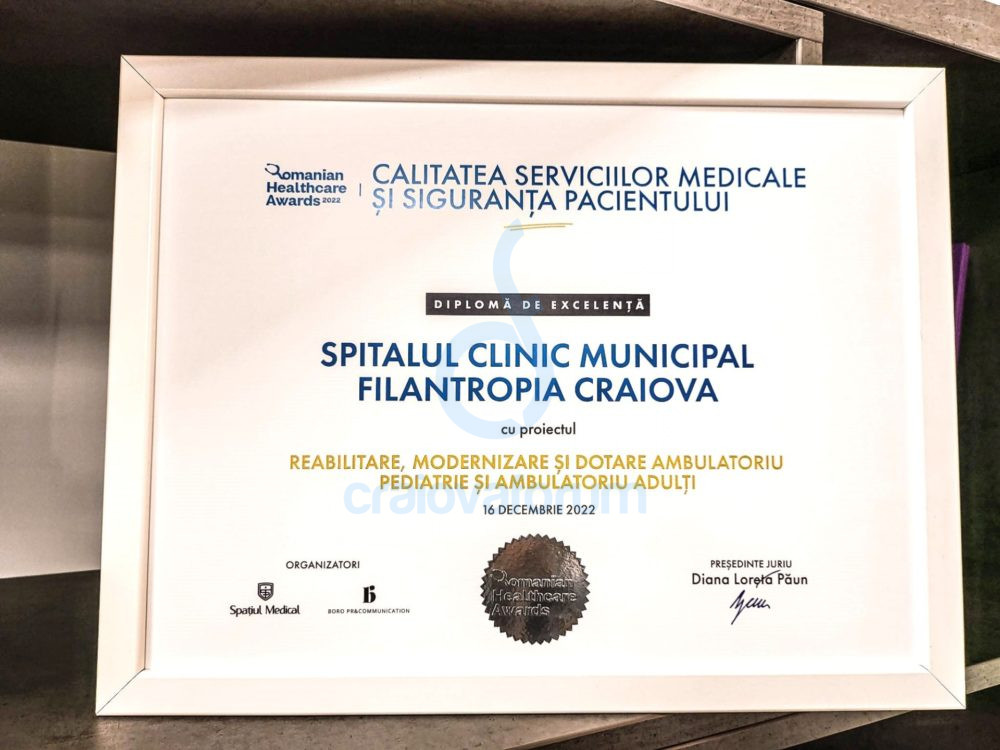 Romanian
Healthcare
Awards 2022
CALITATEA SERVICIILOR MEDICALE
ȘI SIGURANȚA PACIENTULUI
DIPLOMĂ DE EXCELENȚĂ
SPITALUL CLINIC MUNICIPAL
FILANTROPIA CRAIOVA
cu proiectul
REABILITARE, MODERNIZARE ȘI DOTARE AMBULATORIU
PEDIATRIE ȘI AMBULATORIU ADULȚI
craiovaforum
16 DECEMBRIE 2022
ORGANIZATORI
Spațiul Medical
BORO PR&COMMUNICATION
Romanian
Healthcare
Awards
PREȘEDINTE JURIU
Diana Loreta Păun